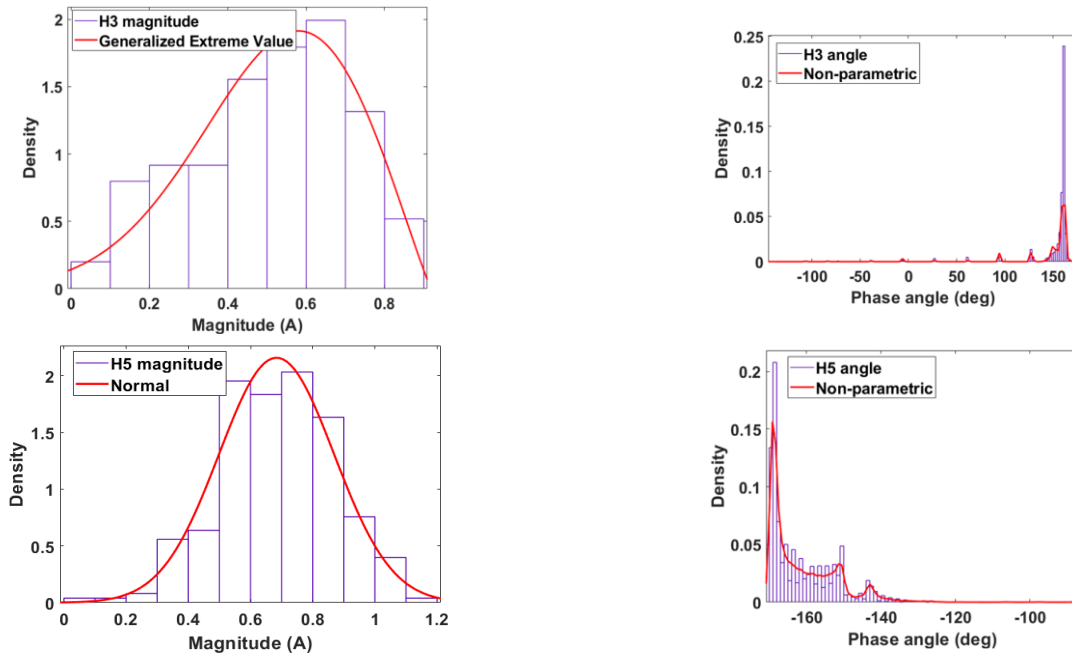 H3 magnitude
Generalized Extreme Value
2
1.5
1
0.5
0
Density
0
0.2
0.4
0.6
0.8
Magnitude (A)
H3 angle
Non-parametric
0.25
0.2
0.15
0.1
0.05
0
Density
-100
-50
0
50
100
150
Phase angle (deg)
H5 magnitude
Normal
2
1.5
1
0.5
0
Density
0
0.2
0.4
0.6
0.8
1
1.2
Magnitude (A)
H5 angle
Non-parametric
0.2
0.15
0.1
0.05
0
Density
-160
-140
-120
-100
Phase angle (deg)